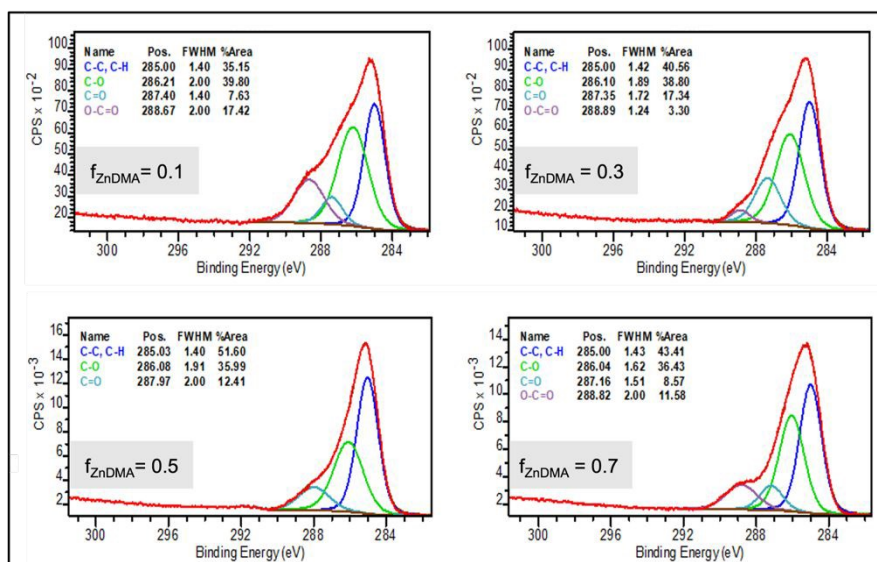 Name Pos. FWHM %Area
C-C, C-H 285.00 1.40 35.15
C-O 286.21 2.00 39.80
C=O 287.40 1.40 7.63
O-C=O 288.67 2.00 17.42
fZnDMA= 0.1
CPS x 10-2
90
80
70
60
50
40
30
20
300 296 292 288 284
Binding Energy (eV)
Name Pos. FWHM %Area
C-C, C-H 285.00 1.42 40.56
C-O 286.10 1.89 38.80
C=O 287.35 1.72 17.34
O-C=O 288.89 1.24 3.30
fZnDMA= 0.3
CPS x 10-2
100
90
80
70
60
50
40
30
20
10
300 296 292 288 284
Binding Energy (eV)
Name Pos. FWHM %Area
C-C, C-H 285.03 1.40 51.60
C-O 286.08 1.91 35.99
C=O 287.97 2.00 12.41
fZnDMA = 0.5
CPS x 10-3
16
14
12
10
8
6
4
2
300 296 292 288 284
Binding Energy (eV)
Name Pos. FWHM %Area
C-C, C-H 285.00 1.43 43.41
C-O 286.04 1.62 36.43
C=O 287.16 1.51 8.57
O-C=O 288.82 2.00 11.58
fZnDMA = 0.7
CPS x 10-3
14
12
10
8
6
4
2
300 296 292 288 284
Binding Energy (eV)